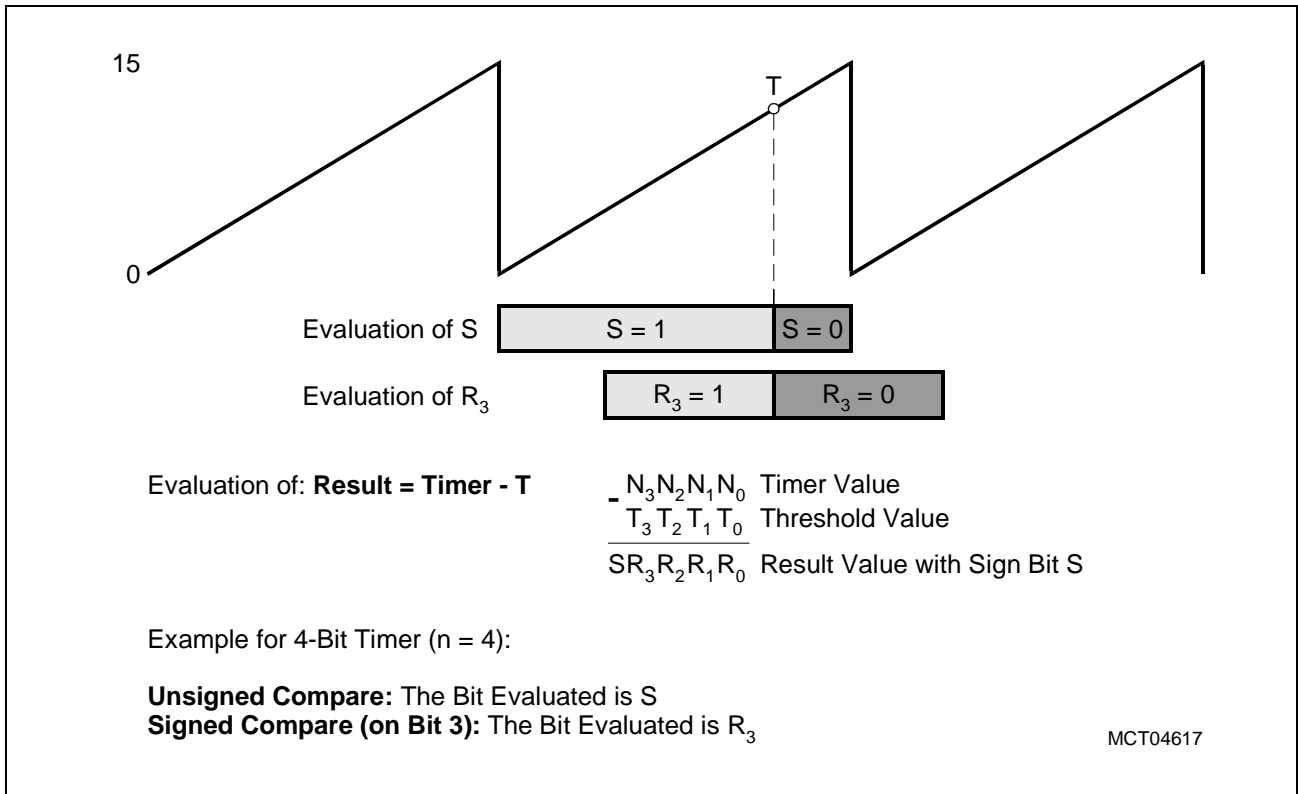 15
T
0
Evaluation of S
S = 1
S = 0
Evaluation of R₃
R₃ = 1
R₃ = 0
Evaluation of: Result = Timer - T
- N₃N₂N₁N₀ Timer Value
T₃T₂T₁T₀ Threshold Value
SR₃R₂R₁R₀ Result Value with Sign Bit S
Example for 4-Bit Timer (n = 4):
Unsigned Compare: The Bit Evaluated is S
Signed Compare (on Bit 3): The Bit Evaluated is R₃
MCT04617